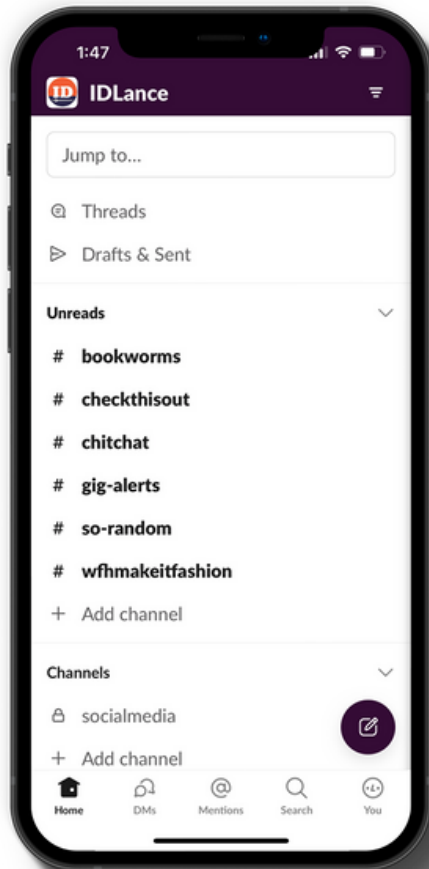 1:47
ID IDLance
Jump to...
Threads
Drafts & Sent
Unreads
# bookworms
# checkthisout
# chitchat
# gig-alerts
# so-random
# wfhmakeitfashion
+ Add channel
Channels
socialmedia
+ Add channel
Home DMs Mentions Search You